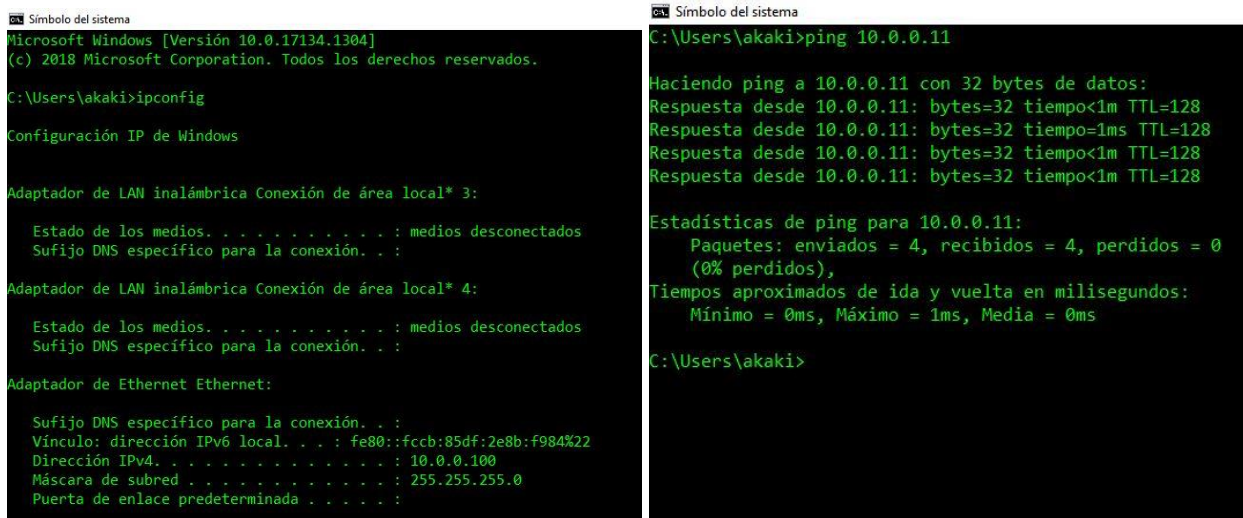 Símbolo del sistema
Microsoft Windows [Versión 10.0.17134.1304]
(c) 2018 Microsoft Corporation. Todos los derechos reservados.
C:\Users\akaki>ipconfig
Configuración IP de Windows
Adaptador de LAN inalámbrica Conexión de área local* 3:
Estado de los medios. . . . . . . . . . . : medios desconectados
Sufijo DNS específico para la conexión. . :
Adaptador de LAN inalámbrica Conexión de área local* 4:
Estado de los medios. . . . . . . . . . . : medios desconectados
Sufijo DNS específico para la conexión. . :
Adaptador de Ethernet Ethernet:
Sufijo DNS específico para la conexión. . :
Vínculo: dirección IPv6 local. . . : fe80::fccb:85df:2e8b:f984%22
Dirección IPv4. . . . . . . . . . . . . . : 10.0.0.100
Máscara de subred . . . . . . . . . . . . : 255.255.255.0
Puerta de enlace predeterminada . . . . . :
Símbolo del sistema
C:\Users\akaki>ping 10.0.0.11
Haciendo ping a 10.0.0.11 con 32 bytes de datos:
Respuesta desde 10.0.0.11: bytes=32 tiempo<1m TTL=128
Respuesta desde 10.0.0.11: bytes=32 tiempo=1ms TTL=128
Respuesta desde 10.0.0.11: bytes=32 tiempo<1m TTL=128
Respuesta desde 10.0.0.11: bytes=32 tiempo<1m TTL=128
Estadísticas de ping para 10.0.0.11:
Paquetes: enviados = 4, recibidos = 4, perdidos = 0
(0% perdidos),
Tiempos aproximados de ida y vuelta en milisegundos:
Mínimo = 0ms, Máximo = 1ms, Media = 0ms
C:\Users\akaki>